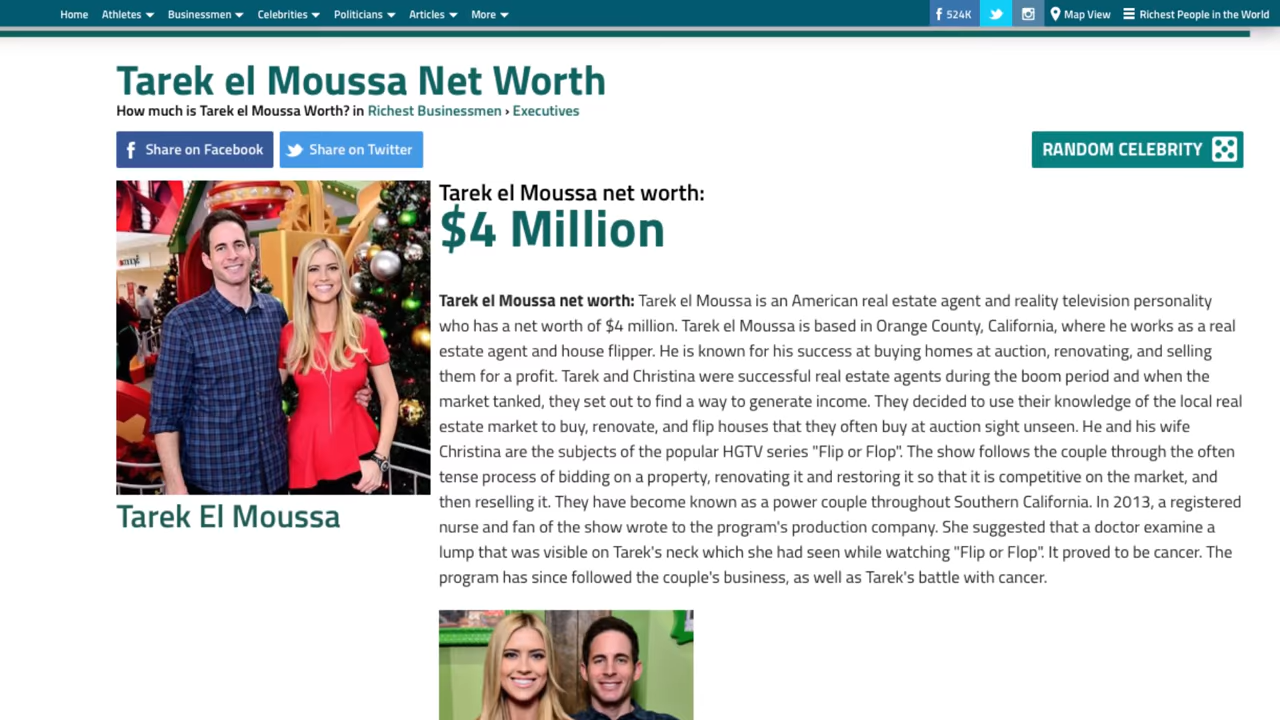 Home Athletes Businessmen Celebrities Politicians Articles More 524K Map View Richest People in the World
Tarek el Moussa Net Worth
How much is Tarek el Moussa Worth? in Richest Businessmen › Executives
Share on Facebook Share on Twitter RANDOM CELEBRITY
Tarek el Moussa net worth:
$4 Million
Tarek el Moussa net worth: Tarek el Moussa is an American real estate agent and reality television personality
who has a net worth of $4 million. Tarek el Moussa is based in Orange County, California, where he works as a real
estate agent and house flipper. He is known for his success at buying homes at auction, renovating, and selling
them for a profit. Tarek and Christina were successful real estate agents during the boom period and when the
market tanked, they set out to find a way to generate income. They decided to use their knowledge of the local real
estate market to buy, renovate, and flip houses that they often buy at auction sight unseen. He and his wife
Christina are the subjects of the popular HGTV series "Flip or Flop". The show follows the couple through the often
tense process of bidding on a property, renovating it and restoring it so that it is competitive on the market, and
then reselling it. They have become known as a power couple throughout Southern California. In 2013, a registered
nurse and fan of the show wrote to the program's production company. She suggested that a doctor examine a
lump that was visible on Tarek's neck which she had seen while watching "Flip or Flop". It proved to be cancer. The
program has since followed the couple's business, as well as Tarek's battle with cancer.
Tarek El Moussa